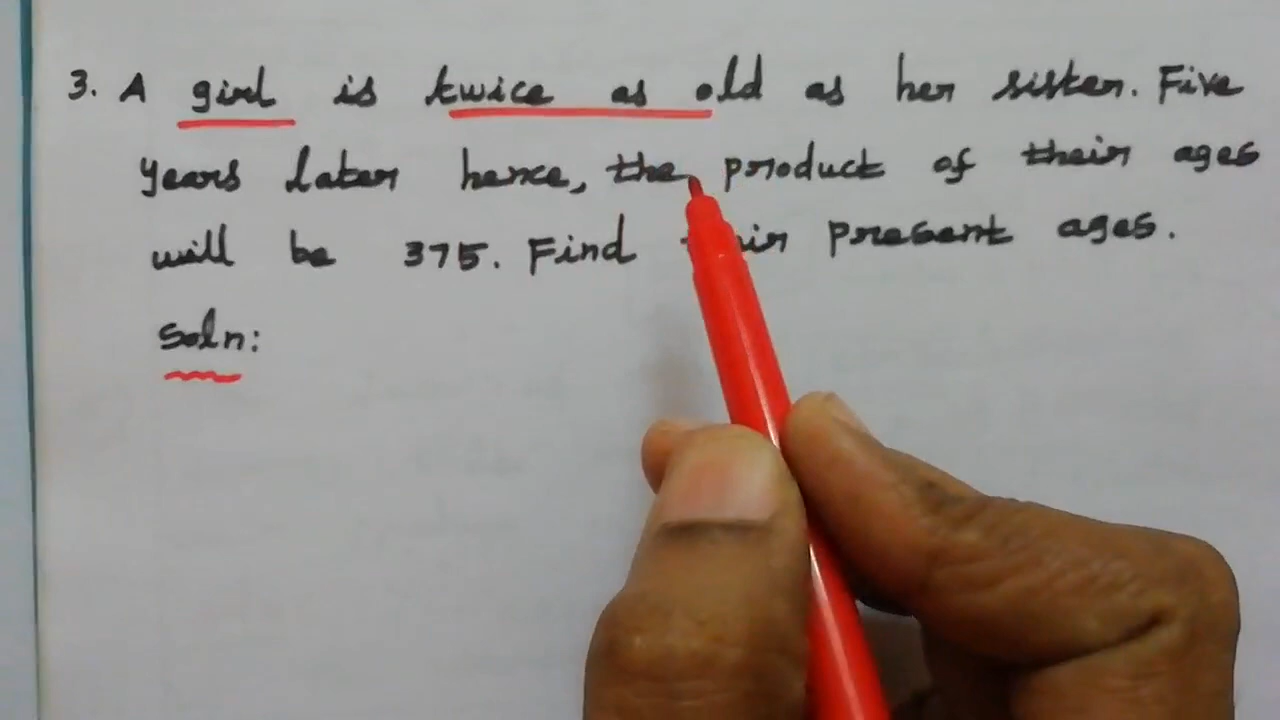 3. A girl is twice as old as her sister. Five
years later hence, the product of their ages
will be 375. Find their present ages.
Soln: